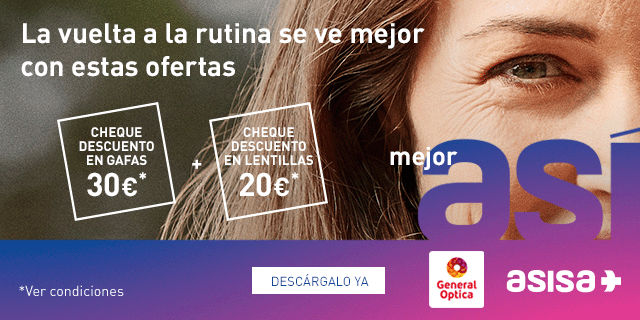 La vuelta a la rutina se ve mejor
con estas ofertas
CHEQUE
DESCUENTO
EN GAFAS
30€*
+
CHEQUE
DESCUENTO
EN LENTILLAS
20€*
mejor
así
*Ver condiciones
DESCÁRGALO YA
General
Optica
asisa